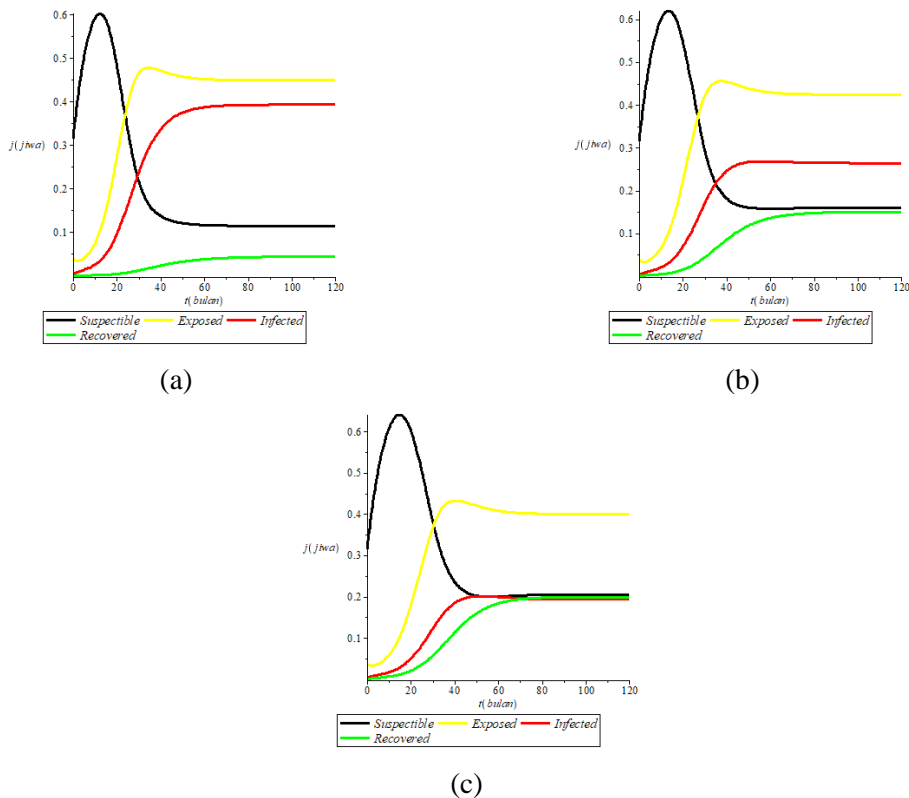 0.6
0.5
0.4
j(jiwa)
0.3
0.2
0.1
0 20 40 60 80 100 120
t(bulan)
Suspectible Exposed Infected
Recovered
(a)
0.6
0.5
0.4
j(jiwa)
0.3
0.2
0.1
0 20 40 60 80 100 120
t(bulan)
Suspectible Exposed Infected
Recovered
(b)
0.6
0.5
0.4
j(jiwa)
0.3
0.2
0.1
0 20 40 60 80 100 120
t(bulan)
Suspectible Exposed Infected
Recovered
(c)